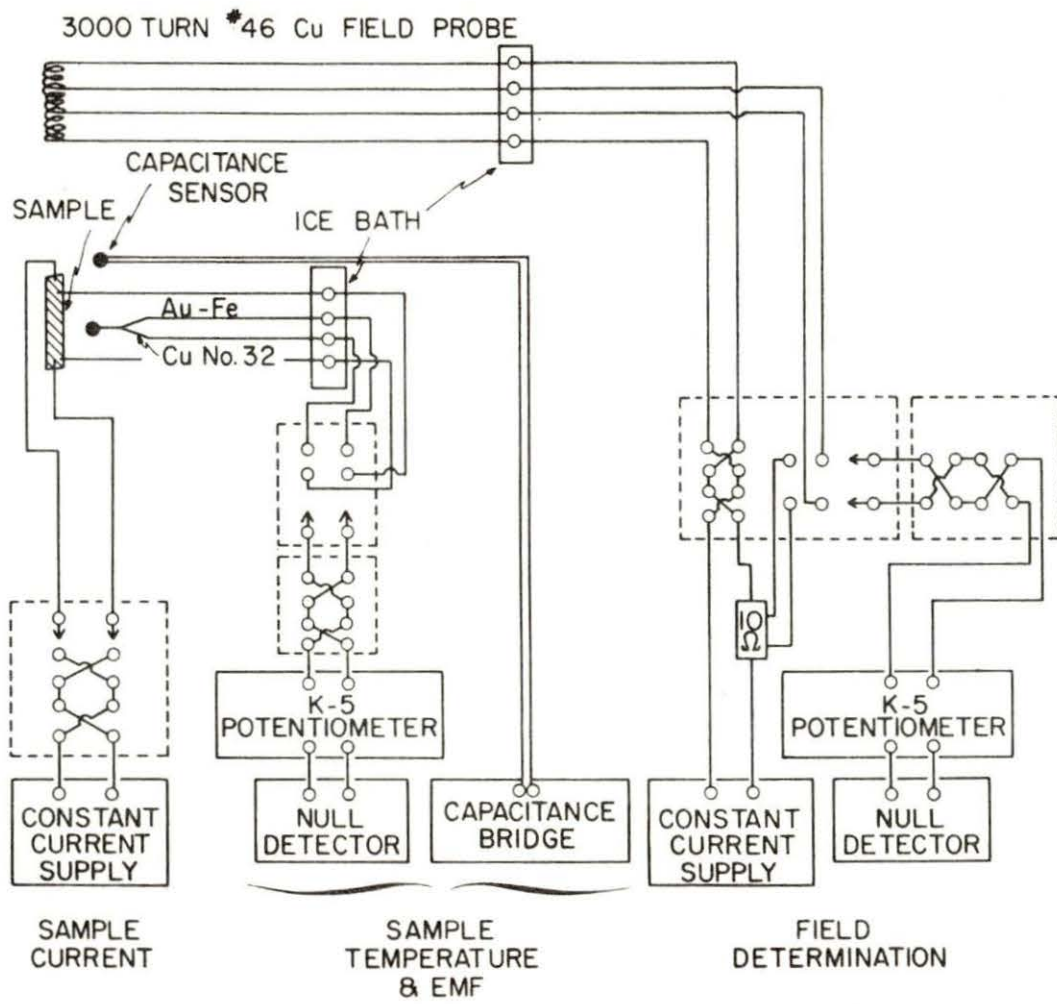 3000 TURN #46 Cu FIELD PROBE
CAPACITANCE
SENSOR
SAMPLE
ICE BATH
Au-Fe
Cu No. 32
10
Ω
K-5
POTENTIOMETER
K-5
POTENTIOMETER
CONSTANT
CURRENT
SUPPLY
NULL
DETECTOR
CAPACITANCE
BRIDGE
CONSTANT
CURRENT
SUPPLY
NULL
DETECTOR
SAMPLE
CURRENT
SAMPLE
TEMPERATURE
& EMF
FIELD
DETERMINATION